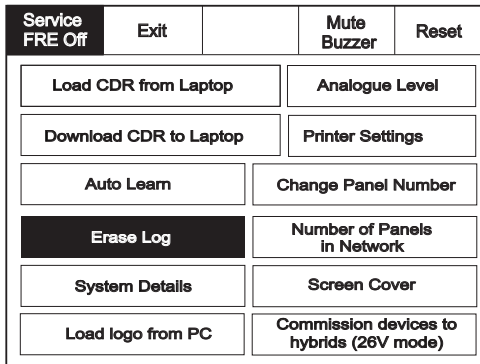 Service
FRE Off
Exit
Mute
Buzzer
Reset
Load CDR from Laptop
Analogue Level
Download CDR to Laptop
Printer Settings
Auto Learn
Change Panel Number
Erase Log
Number of Panels
in Network
System Details
Screen Cover
Load logo from PC
Commission devices to
hybrids (26V mode)